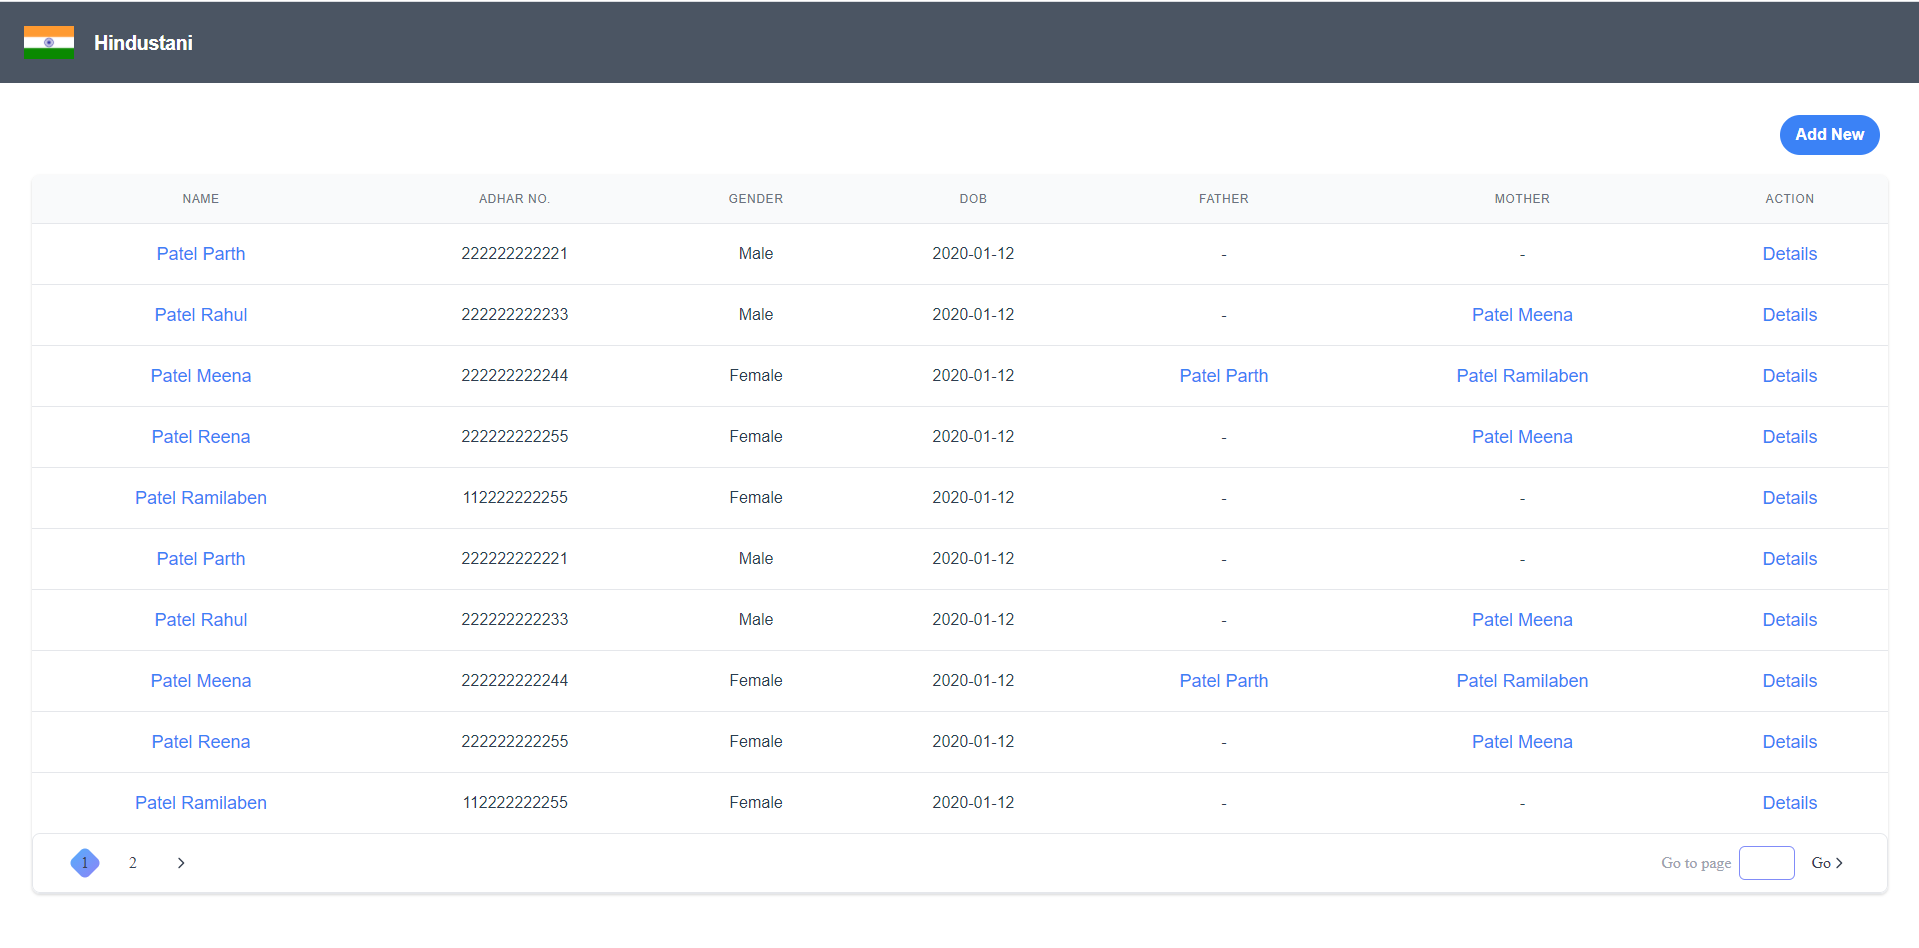 Hindustani
Add New
NAME ADHAR NO. GENDER DOB FATHER MOTHER ACTION
Patel Parth 222222222221 Male 2020-01-12 - - Details
Patel Rahul 222222222233 Male 2020-01-12 - Patel Meena Details
Patel Meena 222222222244 Female 2020-01-12 Patel Parth Patel Ramilaben Details
Patel Reena 222222222255 Female 2020-01-12 - Patel Meena Details
Patel Ramilaben 112222222255 Female 2020-01-12 - - Details
Patel Parth 222222222221 Male 2020-01-12 - - Details
Patel Rahul 222222222233 Male 2020-01-12 - Patel Meena Details
Patel Meena 222222222244 Female 2020-01-12 Patel Parth Patel Ramilaben Details
Patel Reena 222222222255 Female 2020-01-12 - Patel Meena Details
Patel Ramilaben 112222222255 Female 2020-01-12 - - Details
1 2 > Go to page Go >